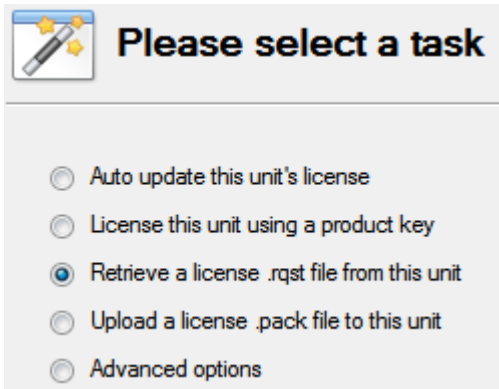 Please select a task
Auto update this unit's license
License this unit using a product key
Retrieve a license .rqst file from this unit
Upload a license .pack file to this unit
Advanced options